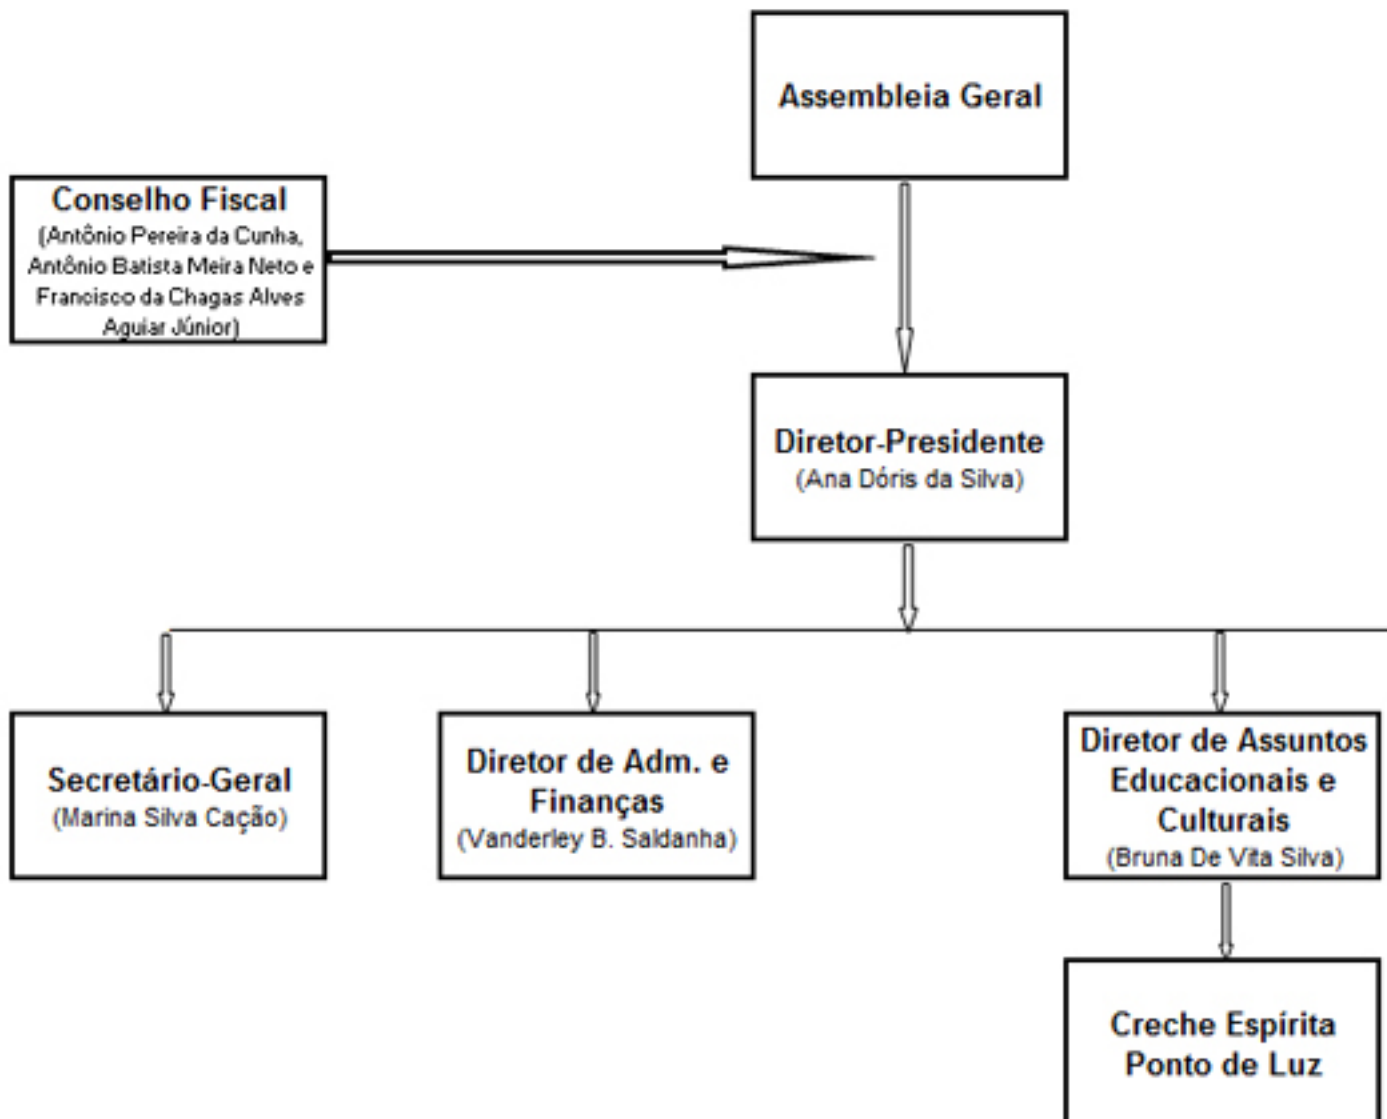 Assembleia Geral
Conselho Fiscal
(Antônio Pereira da Cunha,
Antônio Batista Meira Neto e
Francisco da Chagas Alves
Aguiar Júnior)
Diretor-Presidente
(Ana Dóris da Silva)
Secretário-Geral
(Marina Silva Cação)
Diretor de Adm. e
Finanças
(Vanderley B. Saldanha)
Diretor de Assuntos
Educacionais e
Culturais
(Bruna De Vita Silva)
Creche Espírita
Ponto de Luz